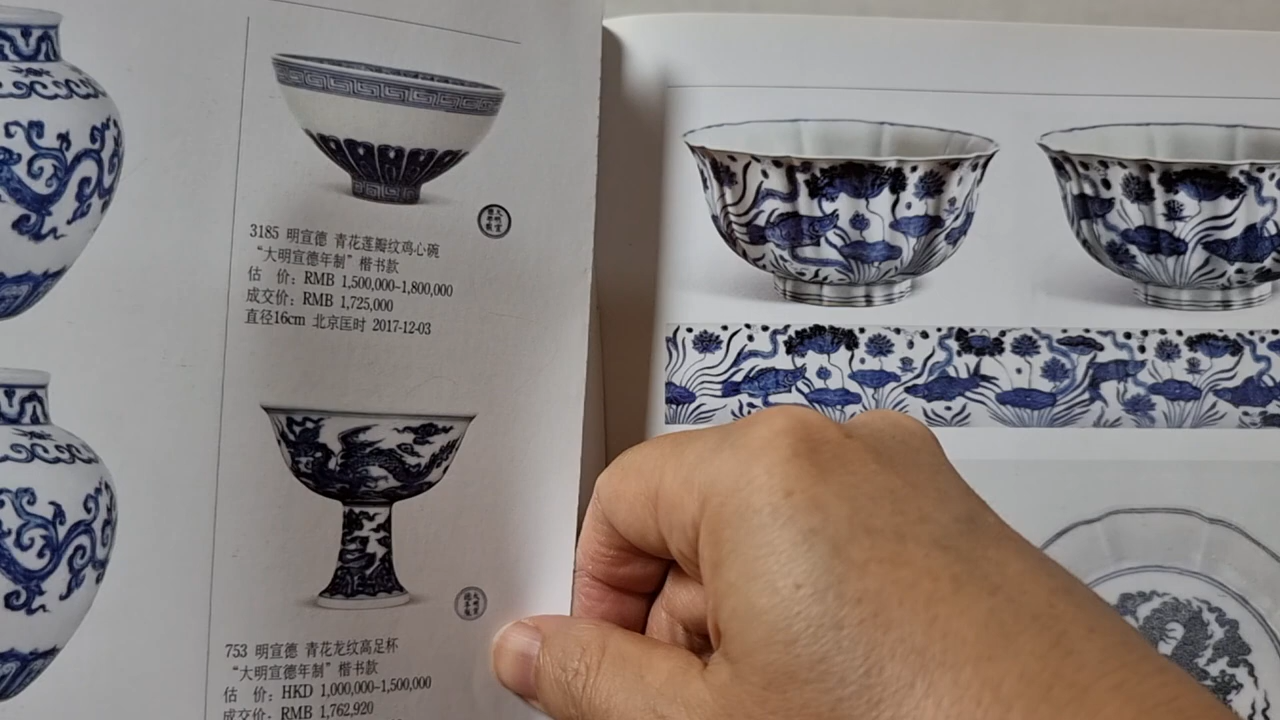 3185 明宣德 青花莲瓣纹鸡心碗
“大明宣德年制”楷书款
估 价：RMB 1,500,000-1,800,000
成交价：RMB 1,725,000
直径16cm 北京匡时 2017-12-03
753 明宣德 青花龙纹高足杯
“大明宣德年制”楷书款
估 价：HKD 1,000,000-1,500,000
成交价：RMB 1,762,920